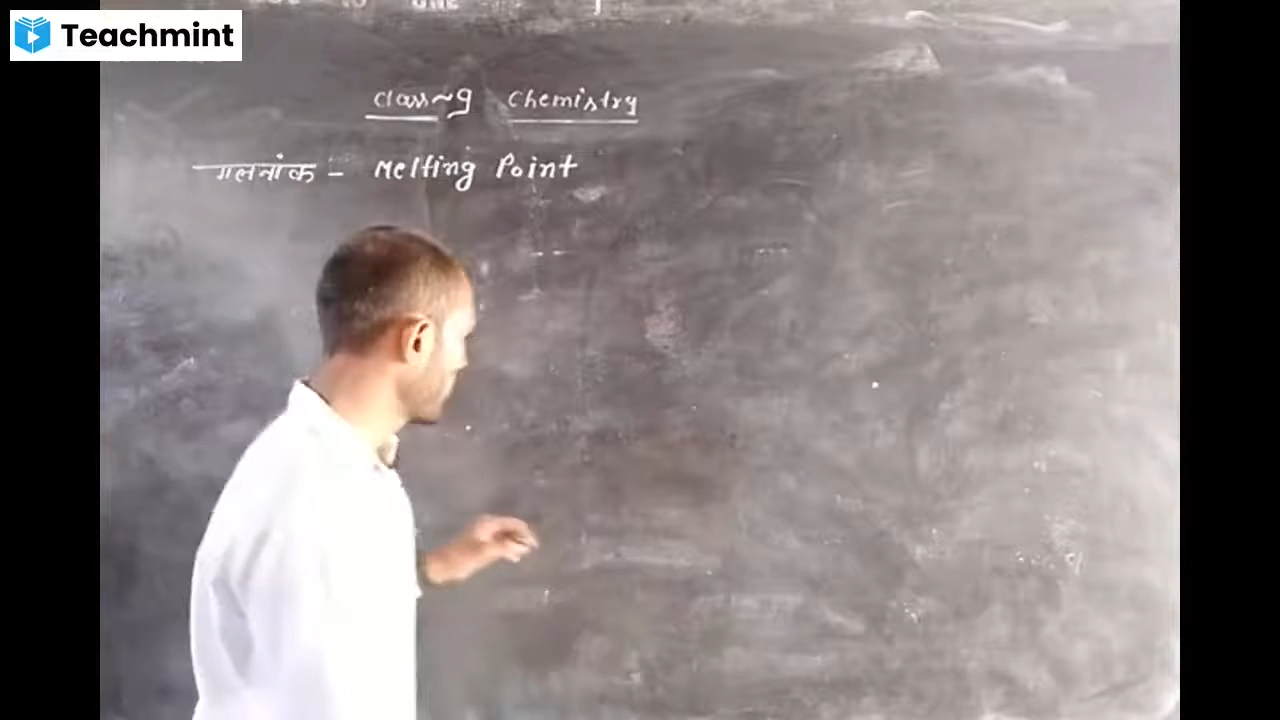 Teachmint
Class~9 Chemistry
गलनांक - Melting Point